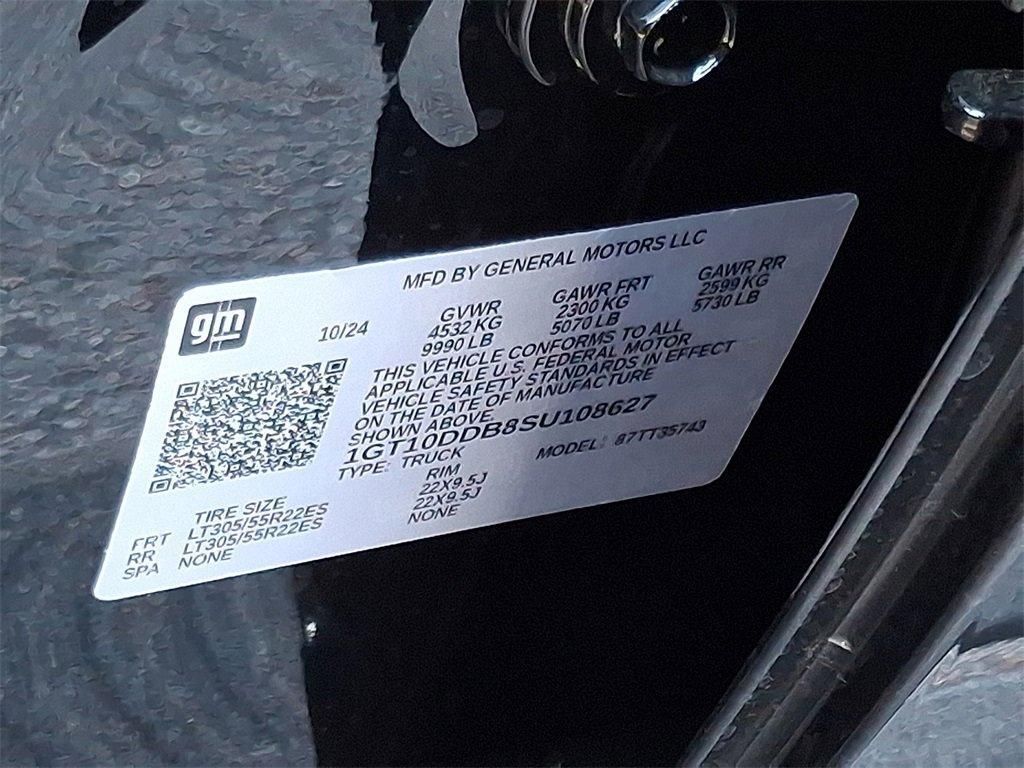 MFD BY GENERAL MOTORS LLC
gm
10/24
GVWR GAWR FRT GAWR RR
4532 KG 2300 KG 2599 KG
9990 LB 5070 LB 5730 LB
THIS VEHICLE CONFORMS TO ALL
APPLICABLE U.S. FEDERAL MOTOR
VEHICLE SAFETY STANDARDS IN EFFECT
ON THE DATE OF MANUFACTURE
SHOWN ABOVE.
1GT10DDB8SU108627
TYPE: TRUCK MODEL: 87TT35743
TIRE SIZE RIM
FRT LT305/55R22ES 22X9.5J
RR LT305/55R22ES 22X9.5J
SPA NONE NONE